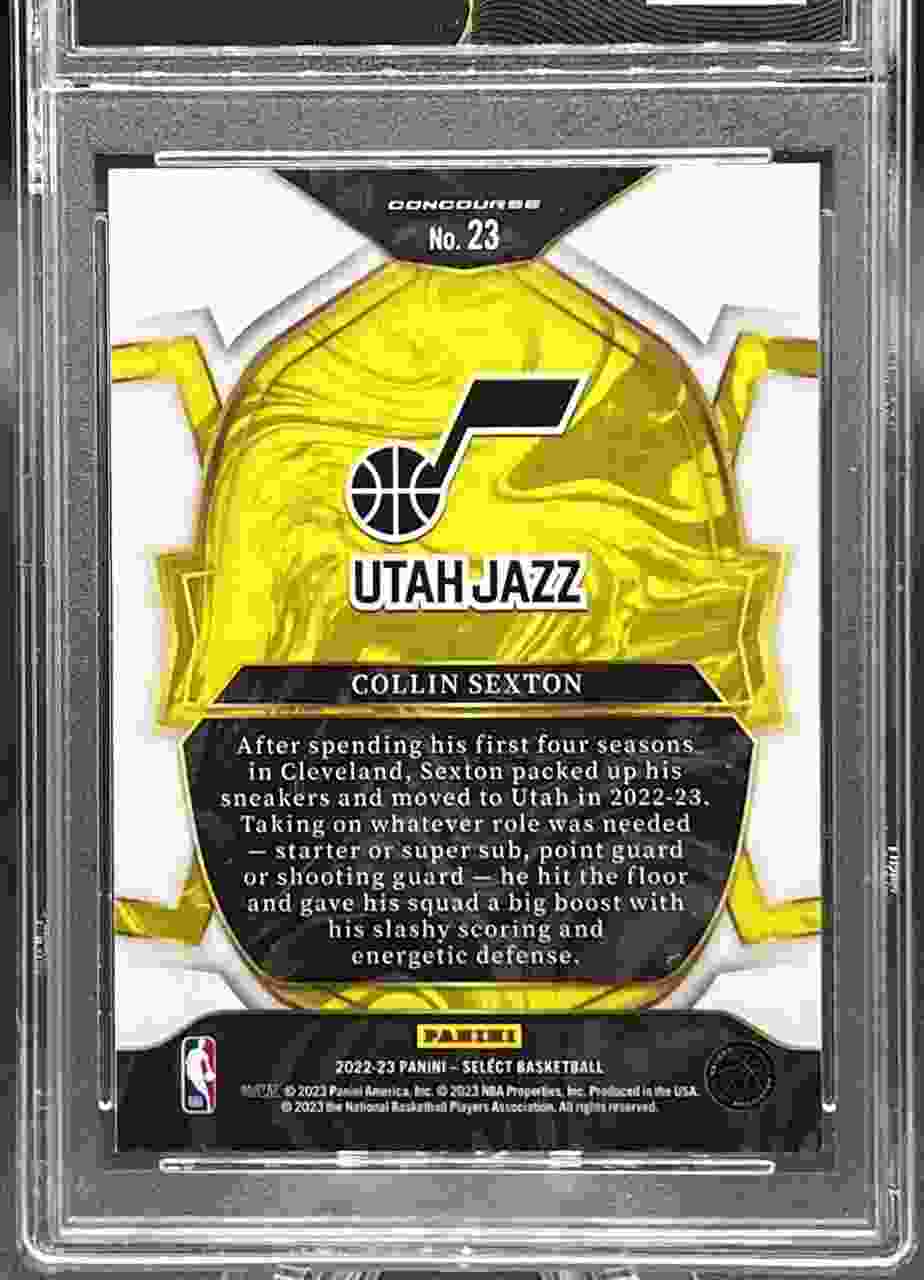 CONCOURSE
No. 23
UTAH JAZZ
COLLIN SEXTON
After spending his first four seasons
in Cleveland, Sexton packed up his
sneakers and moved to Utah in 2022-23.
Taking on whatever role was needed
— starter or super sub, point guard
or shooting guard — he hit the floor
and gave his squad a big boost with
his slashy scoring and
energetic defense.
PANINI
2022-23 PANINI – SELECT BASKETBALL
© 2023 Panini America, Inc. © 2023 NBA Properties, Inc. Produced in the USA.
© 2023 the National Basketball Players Association. All rights reserved.